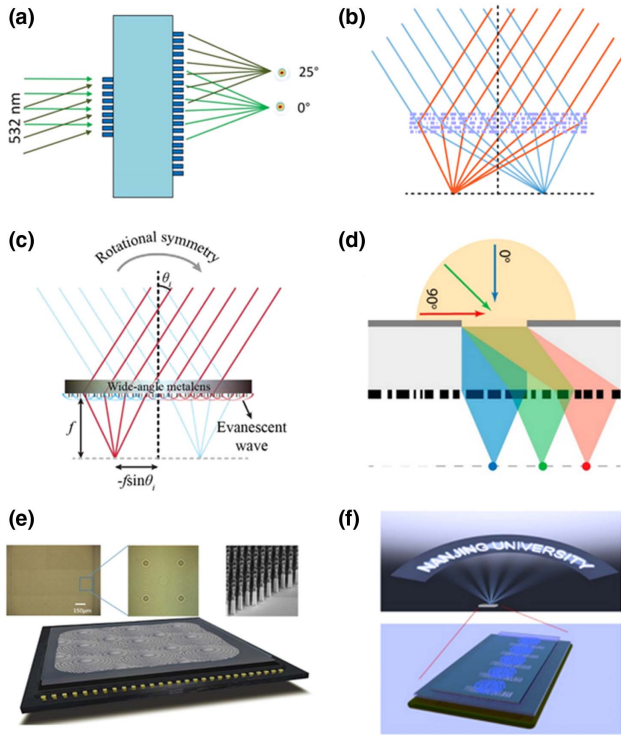 (a)
25°
0°
532 nm
(b)
(c)
Rotational symmetry
θi
Wide-angle metalens
f
Evanescent
wave
-fsinθi
(d)
0°
90°
(e)
150μm
(f)
NANJING UNIVERSITY